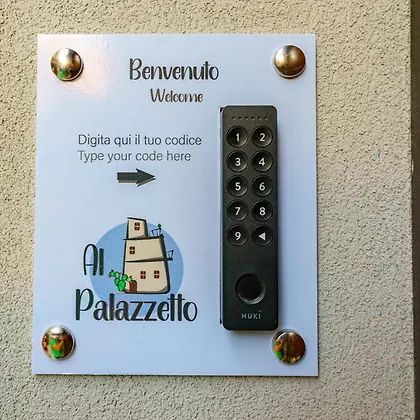 Benvenuto
Welcome
Digita qui il tuo codice
Type your code here
1 2
3 4
5 6
7 8
9
NUKI
Al
Palazzetto